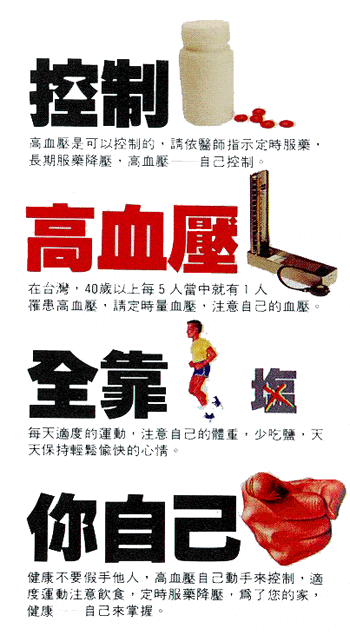 控制
高血壓是可以控制的，請依醫師指示定時服藥，
長期服藥降壓，高血壓──自己控制。
高血壓
在台灣，40歲以上每5人當中就有1人
罹患高血壓，請定時量血壓，注意自己的血壓。
全靠
塩
每天適度的運動，注意自己的體重，少吃鹽，天
天保持輕鬆偷快的心情。
你自己
健康不要假手他人，高血壓自己動手來控制，適
度運動注意飲食，定時服藥降壓，爲了您的家，
健康──自己來掌握。